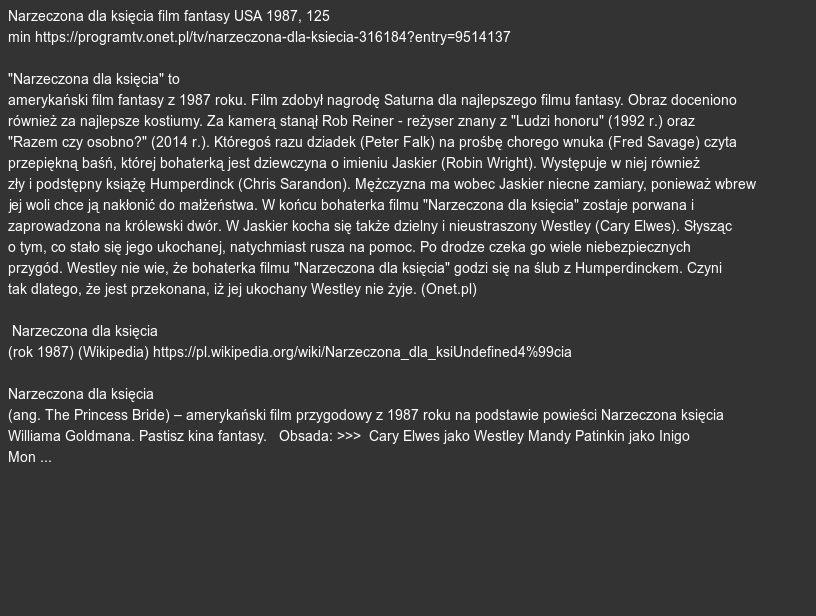 Narzeczona dla księcia film fantasy USA 1987, 125
min https://programtv.onet.pl/tv/narzeczona-dla-ksiecia-316184?entry=9514137
"Narzeczona dla księcia" to
amerykański film fantasy z 1987 roku. Film zdobył nagrodę Saturna dla najlepszego filmu fantasy. Obraz doceniono
również za najlepsze kostiumy. Za kamerą stanął Rob Reiner - reżyser znany z "Ludzi honoru" (1992 r.) oraz
"Razem czy osobno?" (2014 r.). Któregoś razu dziadek (Peter Falk) na prośbę chorego wnuka (Fred Savage) czyta
przepiękną baśń, której bohaterką jest dziewczyna o imieniu Jaskier (Robin Wright). Występuje w niej również
zły i podstępny książę Humperdinck (Chris Sarandon). Mężczyzna ma wobec Jaskier niecne zamiary, ponieważ wbrew
jej woli chce ją nakłonić do małżeństwa. W końcu bohaterka filmu "Narzeczona dla księcia" zostaje porwana i
zaprowadzona na królewski dwór. W Jaskier kocha się także dzielny i nieustraszony Westley (Cary Elwes). Słysząc
o tym, co stało się jego ukochanej, natychmiast rusza na pomoc. Po drodze czeka go wiele niebezpiecznych
przygód. Westley nie wie, że bohaterka filmu "Narzeczona dla księcia" godzi się na ślub z Humperdinckem. Czyni
tak dlatego, że jest przekonana, iż jej ukochany Westley nie żyje. (Onet.pl)
Narzeczona dla księcia
(rok 1987) (Wikipedia) https://pl.wikipedia.org/wiki/Narzeczona_dla_ksiUndefined4%99cia
Narzeczona dla księcia
(ang. The Princess Bride) – amerykański film przygodowy z 1987 roku na podstawie powieści Narzeczona księcia
Williama Goldmana. Pastisz kina fantasy.   Obsada: >>>  Cary Elwes jako Westley Mandy Patinkin jako Inigo
Mon ...